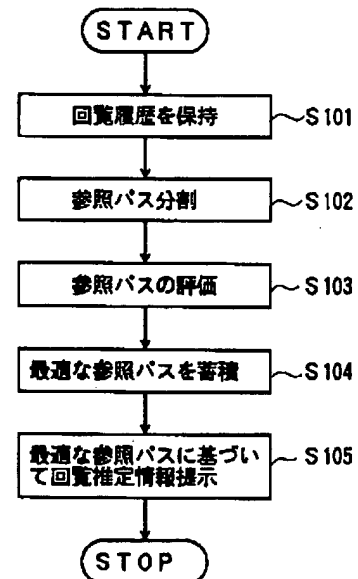 START
回覧履歴を保持 S101
参照パス分割 S102
参照パスの評価 S103
最適な参照パスを蓄積 S104
最適な参照パスに基づい
て回覧推定情報提示 S105
STOP